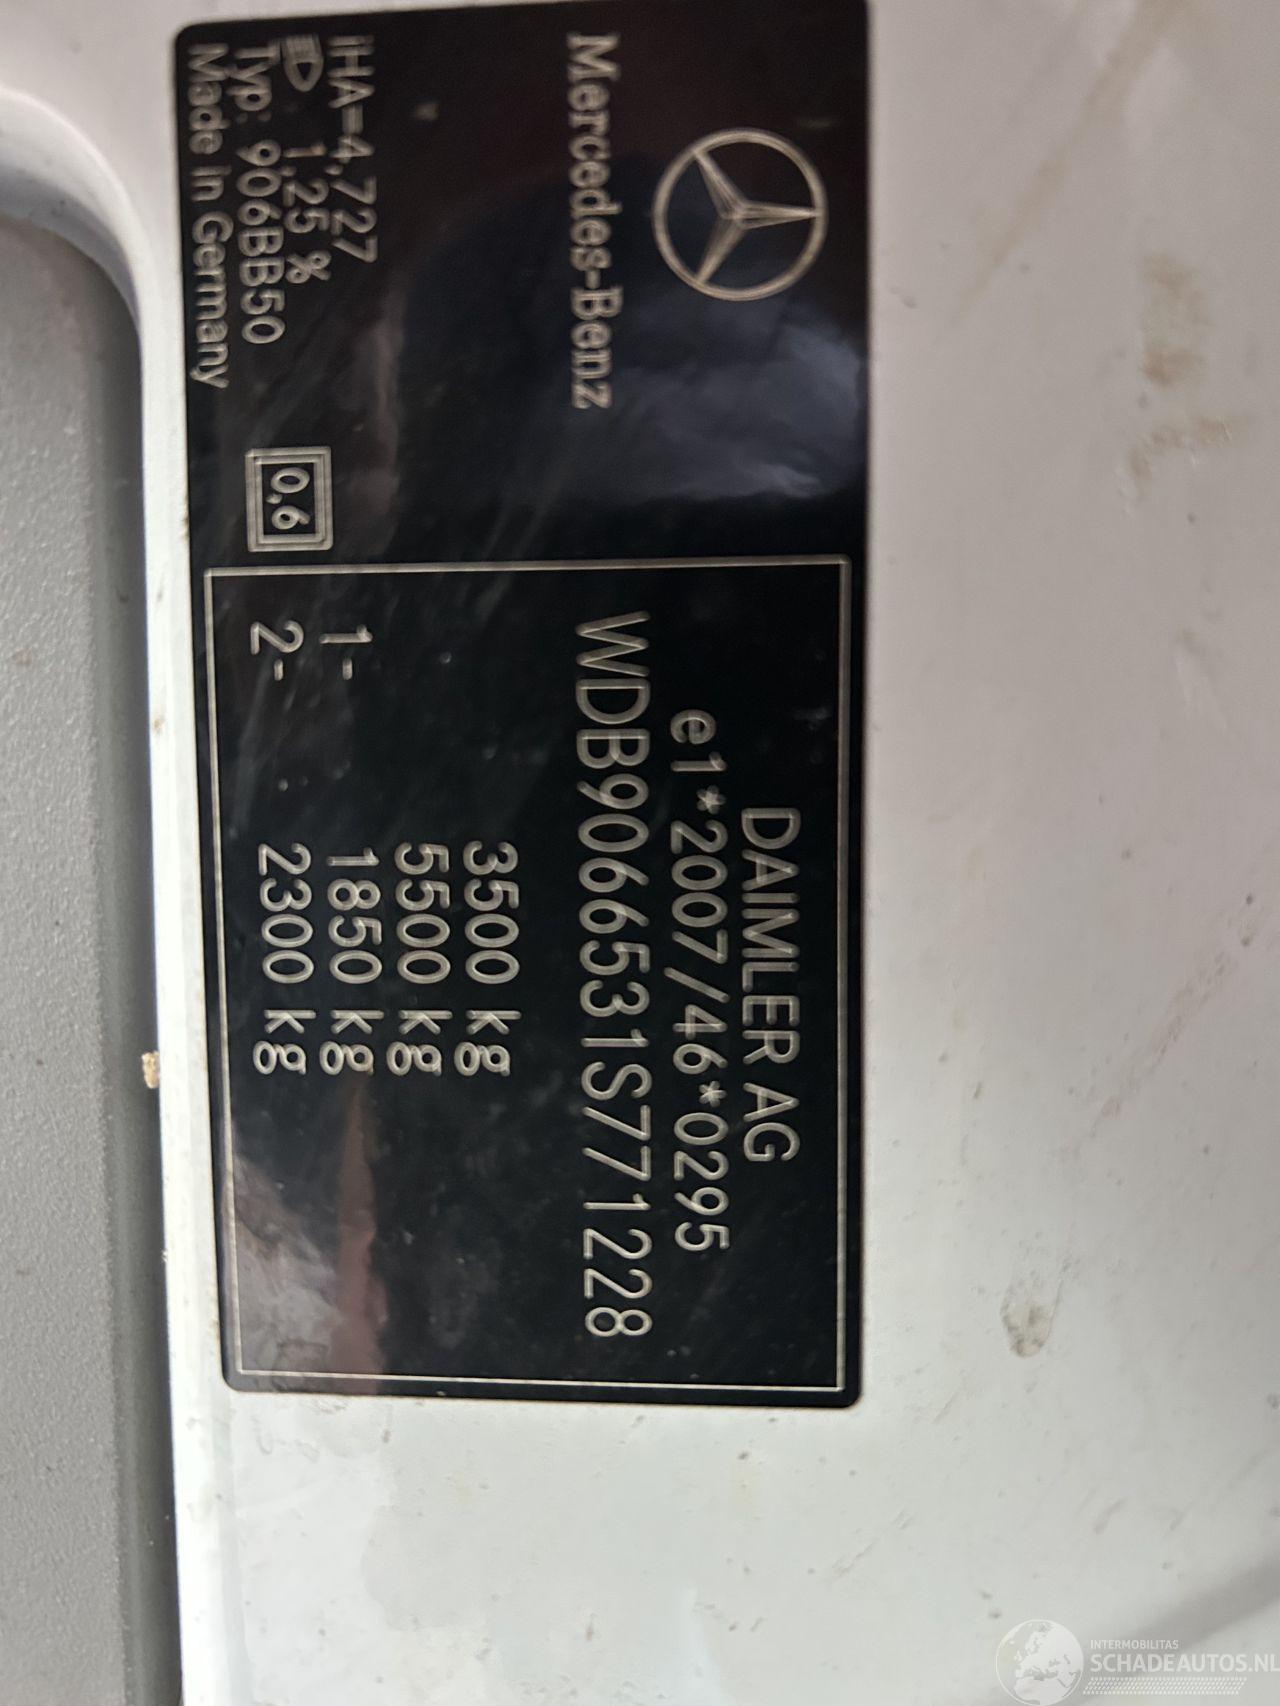 Mercedes-Benz
iHA=4,727
1,25 %
Typ: 906BB50
Made in Germany
0,6
DAIMLER AG
e1*2007/46*0295
WDB9066531S771228
3500 kg
5500 kg
1- 1850 kg
2- 2300 kg
INTERMOBILITAS
SCHADEAUTOS.NL